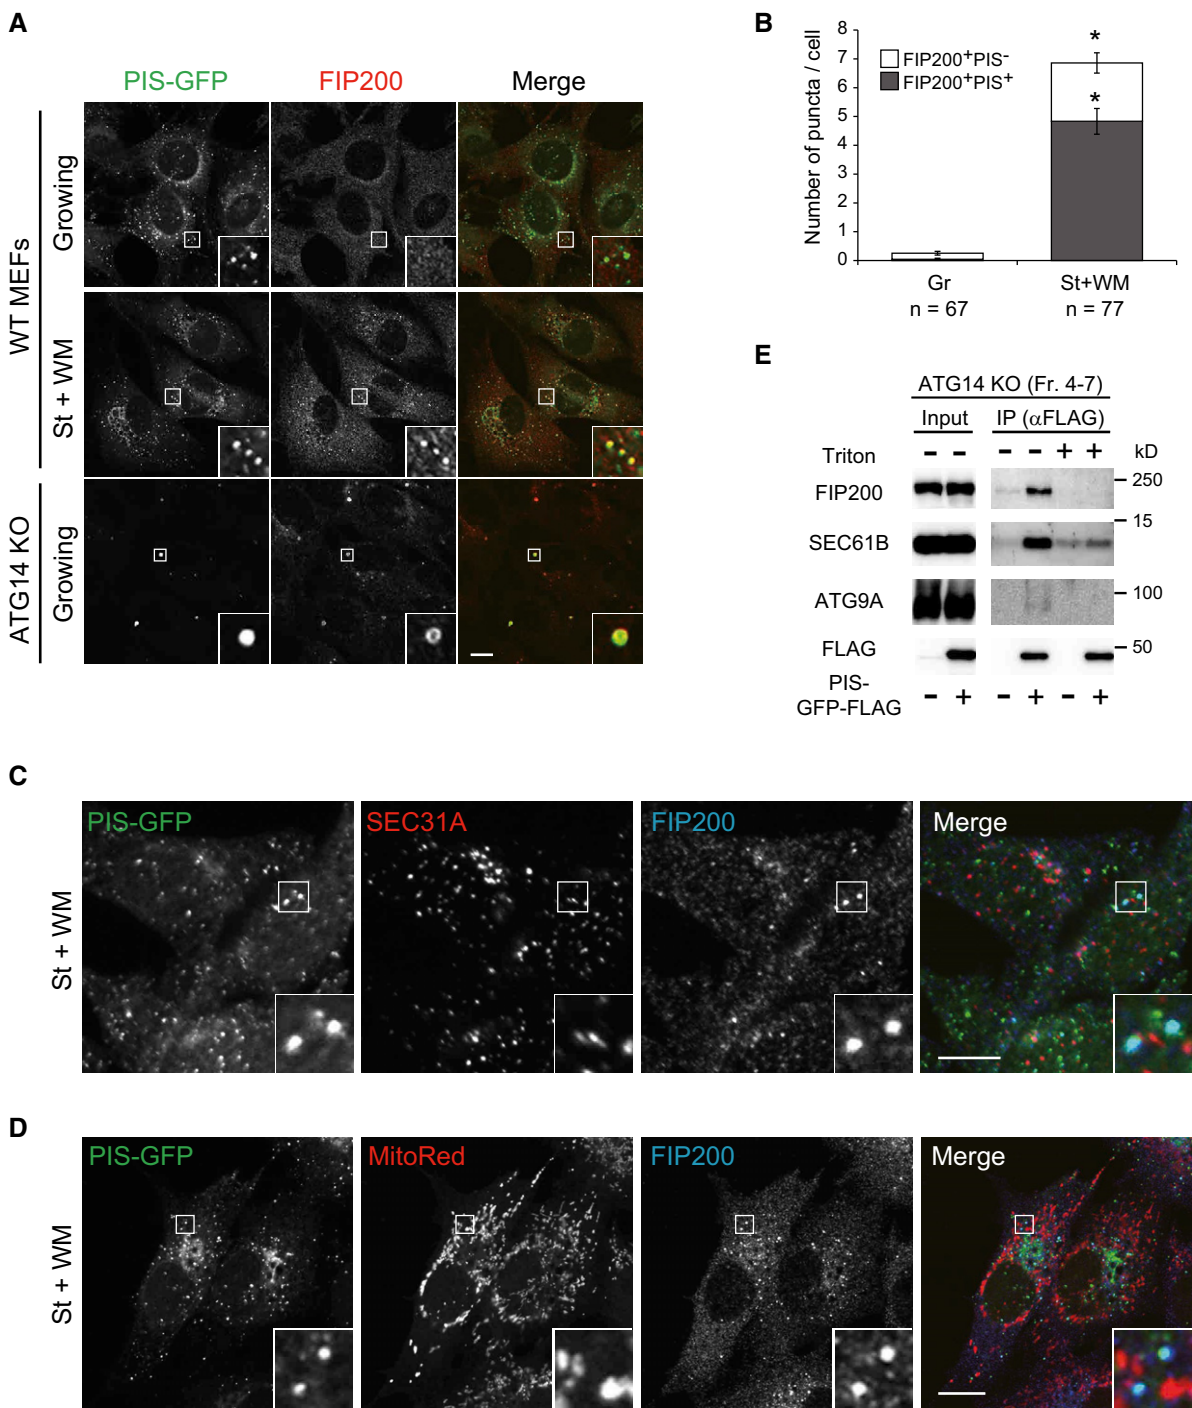 A
PIS-GFP FIP200 Merge
WT MEFs
Growing
St + WM
ATG14 KO
Growing
B
Number of puncta / cell
8
7
6
5
4
3
2
1
0
FIP200+PIS-
FIP200+PIS+
*
*
Gr St+WM
n = 67 n = 77
E
ATG14 KO (Fr. 4-7)
Input IP (αFLAG)
Triton - - - - + + kD
FIP200 250
15
SEC61B
ATG9A 100
FLAG 50
PIS-
GFP-FLAG - + - + - +
C
St + WM
PIS-GFP SEC31A FIP200 Merge
D
St + WM
PIS-GFP MitoRed FIP200 Merge